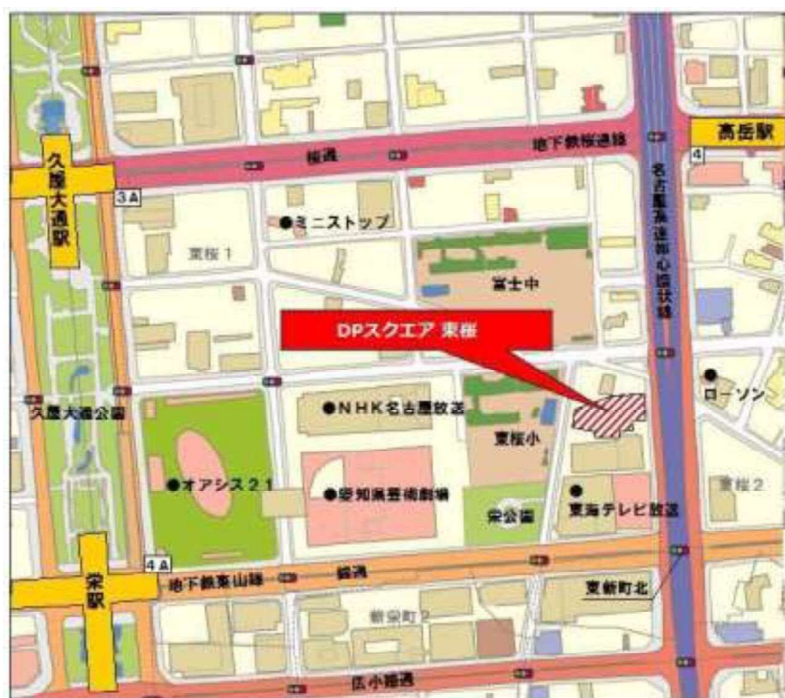 高岳駅
地下鉄桜通線
桜通
4
久屋大通駅
3A
名古屋高速都心環状線
ミニストップ
東桜1
冨士中
DPスクエア 東桜
ローソン
久屋大通公園
NHK名古屋放送
東桜小
オアシス21
愛知県芸術劇場
東海テレビ放送
東桜2
栄公園
4A
地下鉄東山線
錦通
栄駅
東新町北
新栄町2
広小路通